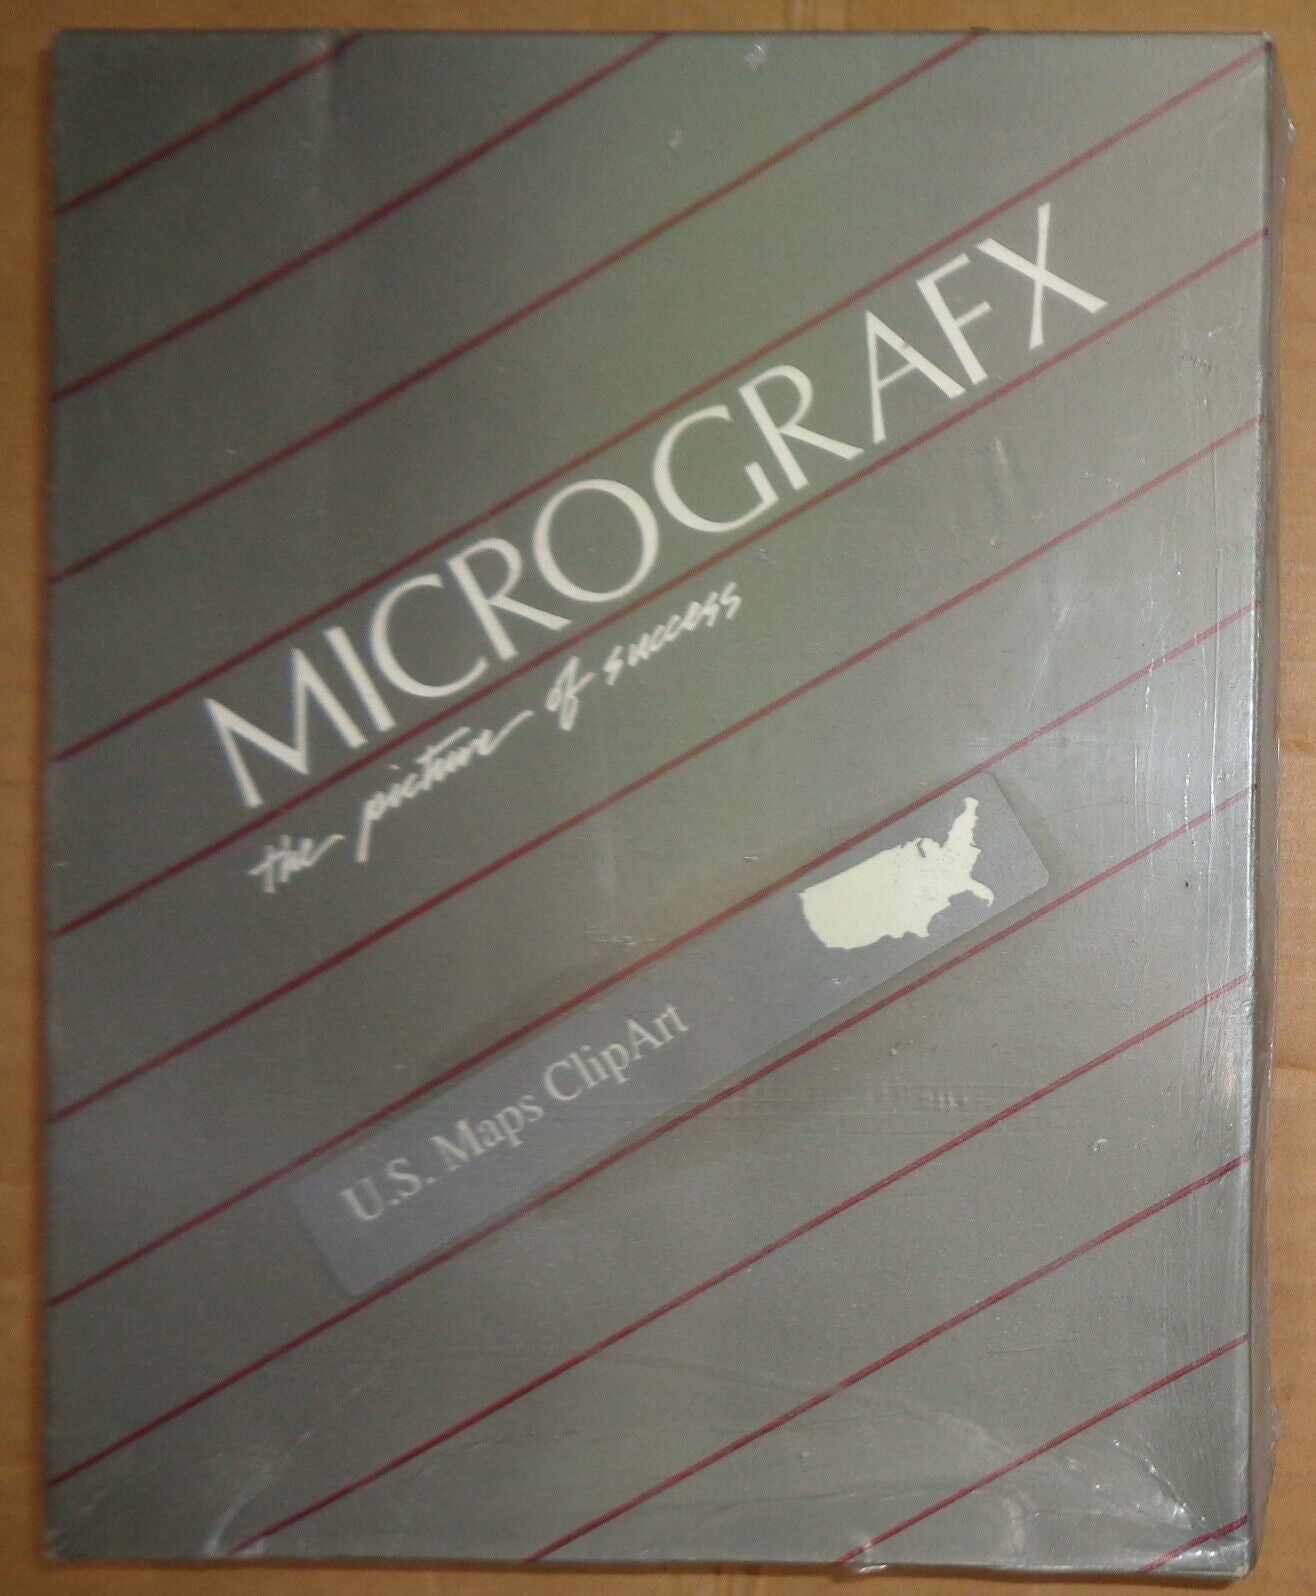 MICROGRAFX
the picture of success
U.S. Maps ClipArt